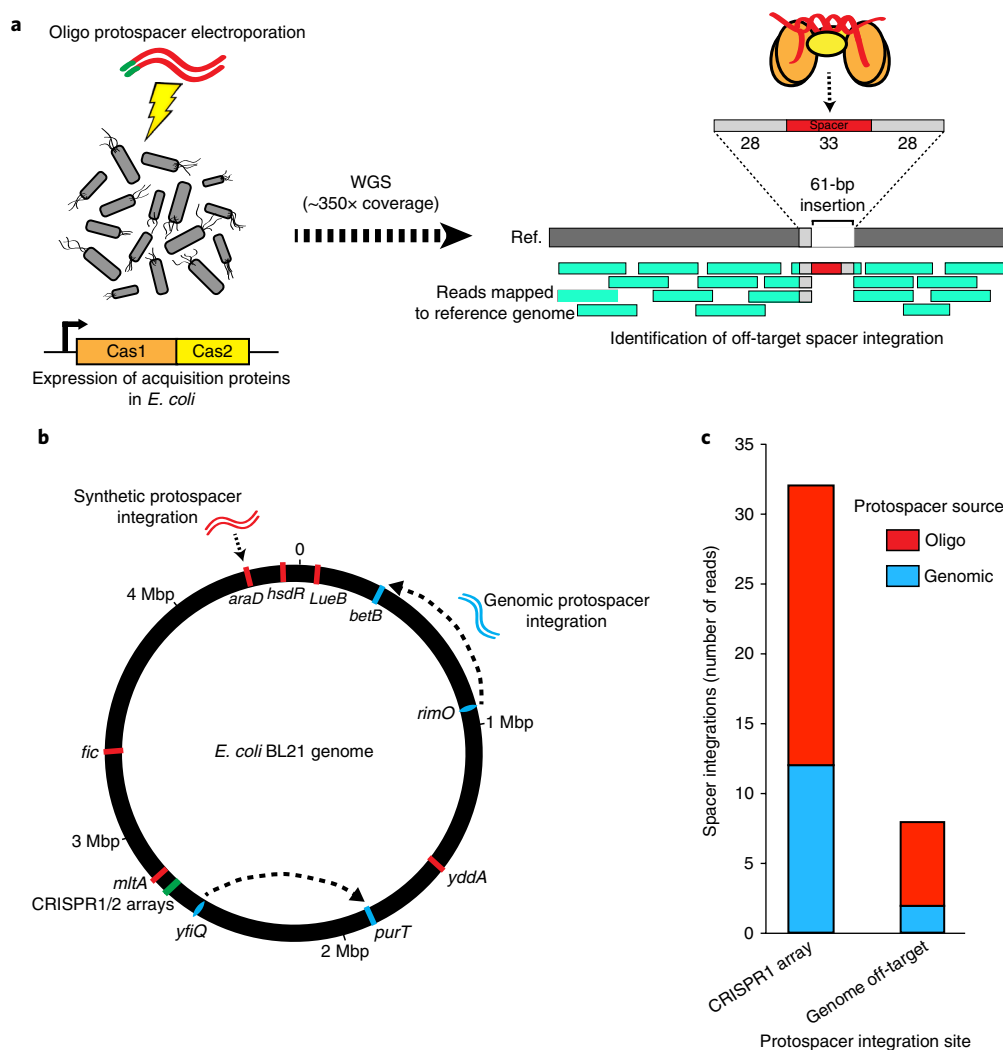 a
Oligo protospacer electroporation
WGS
(~350× coverage)
Cas1
Cas2
Expression of acquisition proteins
in E. coli
Spacer
28
33
28
61-bp
insertion
Ref.
Reads mapped
to reference genome
Identification of off-target spacer integration
b
Synthetic protospacer
integration
0
araD
hsdR
LueB
betB
Genomic protospacer
integration
4 Mbp
rimO
1 Mbp
fic
E. coli BL21 genome
3 Mbp
mltA
CRISPR1/2 arrays
yfiQ
2 Mbp
purT
yddA
c
35
30
25
20
15
10
5
0
Spacer integrations (number of reads)
Protospacer source
Oligo
Genomic
CRISPR1 array
Genome off-target
Protospacer integration site